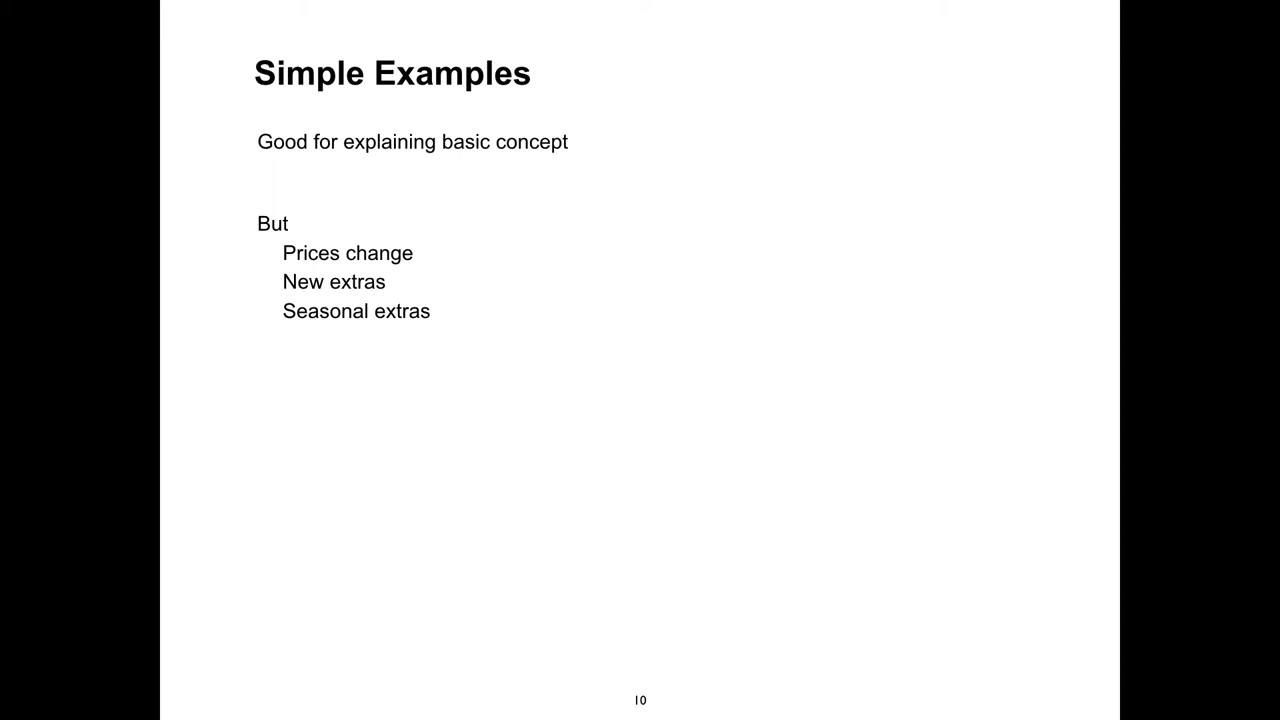 Simple Examples
Good for explaining basic concept
But
Prices change
New extras
Seasonal extras
10